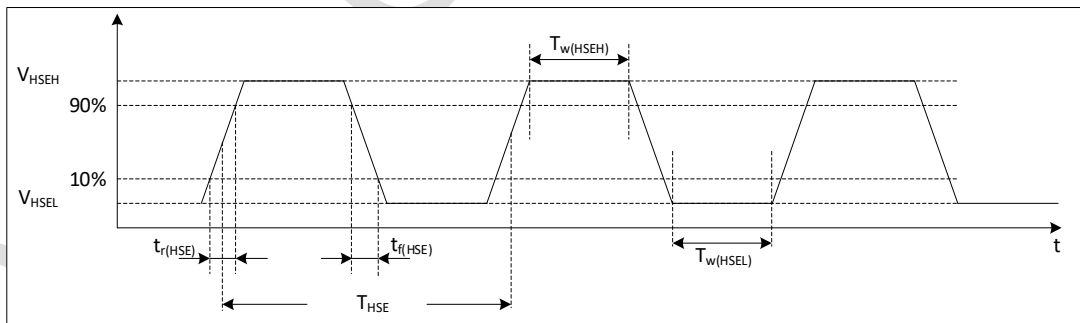 T_w(HSEH)
V_HSEH
90%
10%
V_HSEL
t_r(HSE)
t_f(HSE)
t
T_w(HSEL)
T_HSE